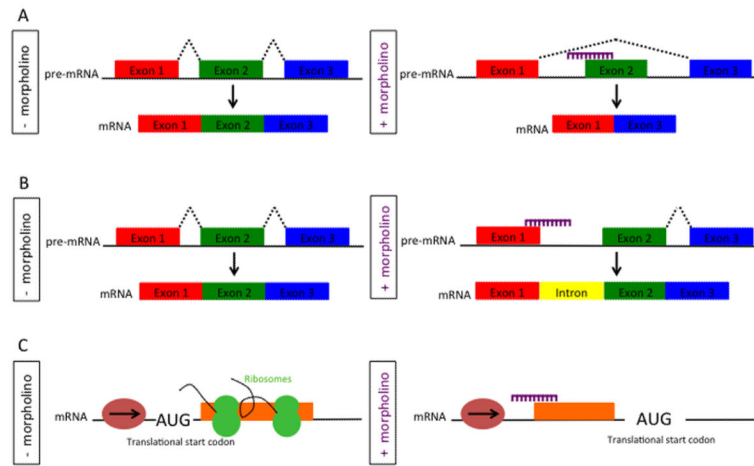 A
- morpholino
pre-mRNA Exon 1 Exon 2 Exon 3
mRNA Exon 1 Exon 2 Exon 3
+ morpholino
pre-mRNA Exon 1 Exon 2 Exon 3
mRNA Exon 1 Exon 3
B
- morpholino
pre-mRNA Exon 1 Exon 2 Exon 3
mRNA Exon 1 Exon 2 Exon 3
+ morpholino
pre-mRNA Exon 1 Exon 2 Exon 3
mRNA Exon 1 Intron Exon 2 Exon 3
C
- morpholino
Ribosomes
mRNA AUG
Translational start codon
+ morpholino
mRNA AUG
Translational start codon